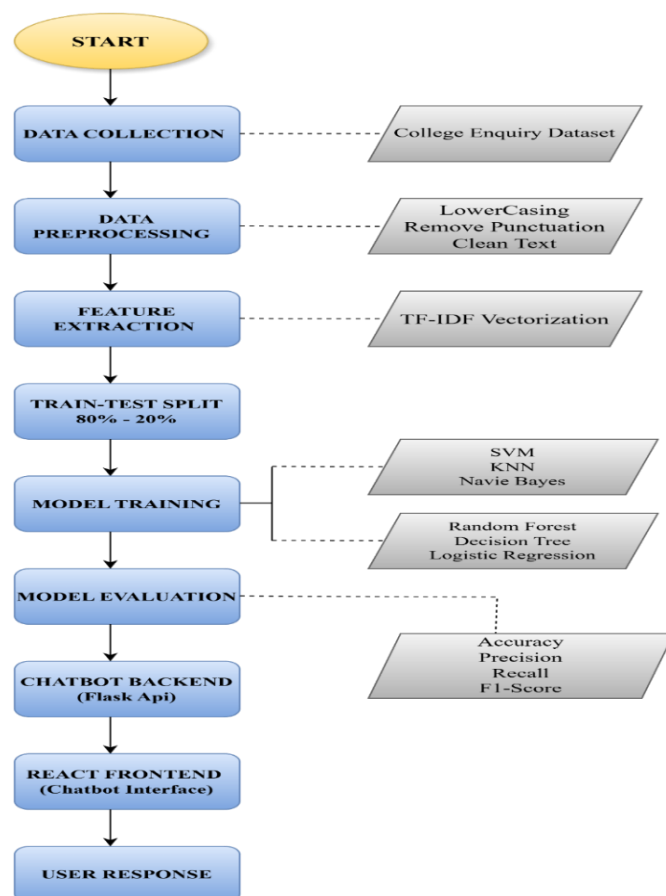 START
DATA COLLECTION
College Enquiry Dataset
DATA
PREPROCESSING
LowerCasing
Remove Punctuation
Clean Text
FEATURE
EXTRACTION
TF-IDF Vectorization
TRAIN-TEST SPLIT
80% - 20%
MODEL TRAINING
SVM
KNN
Navie Bayes
Random Forest
Decision Tree
Logistic Regression
MODEL EVALUATION
Accuracy
Precision
Recall
F1-Score
CHATBOT BACKEND
(Flask Api)
REACT FRONTEND
(Chatbot Interface)
USER RESPONSE